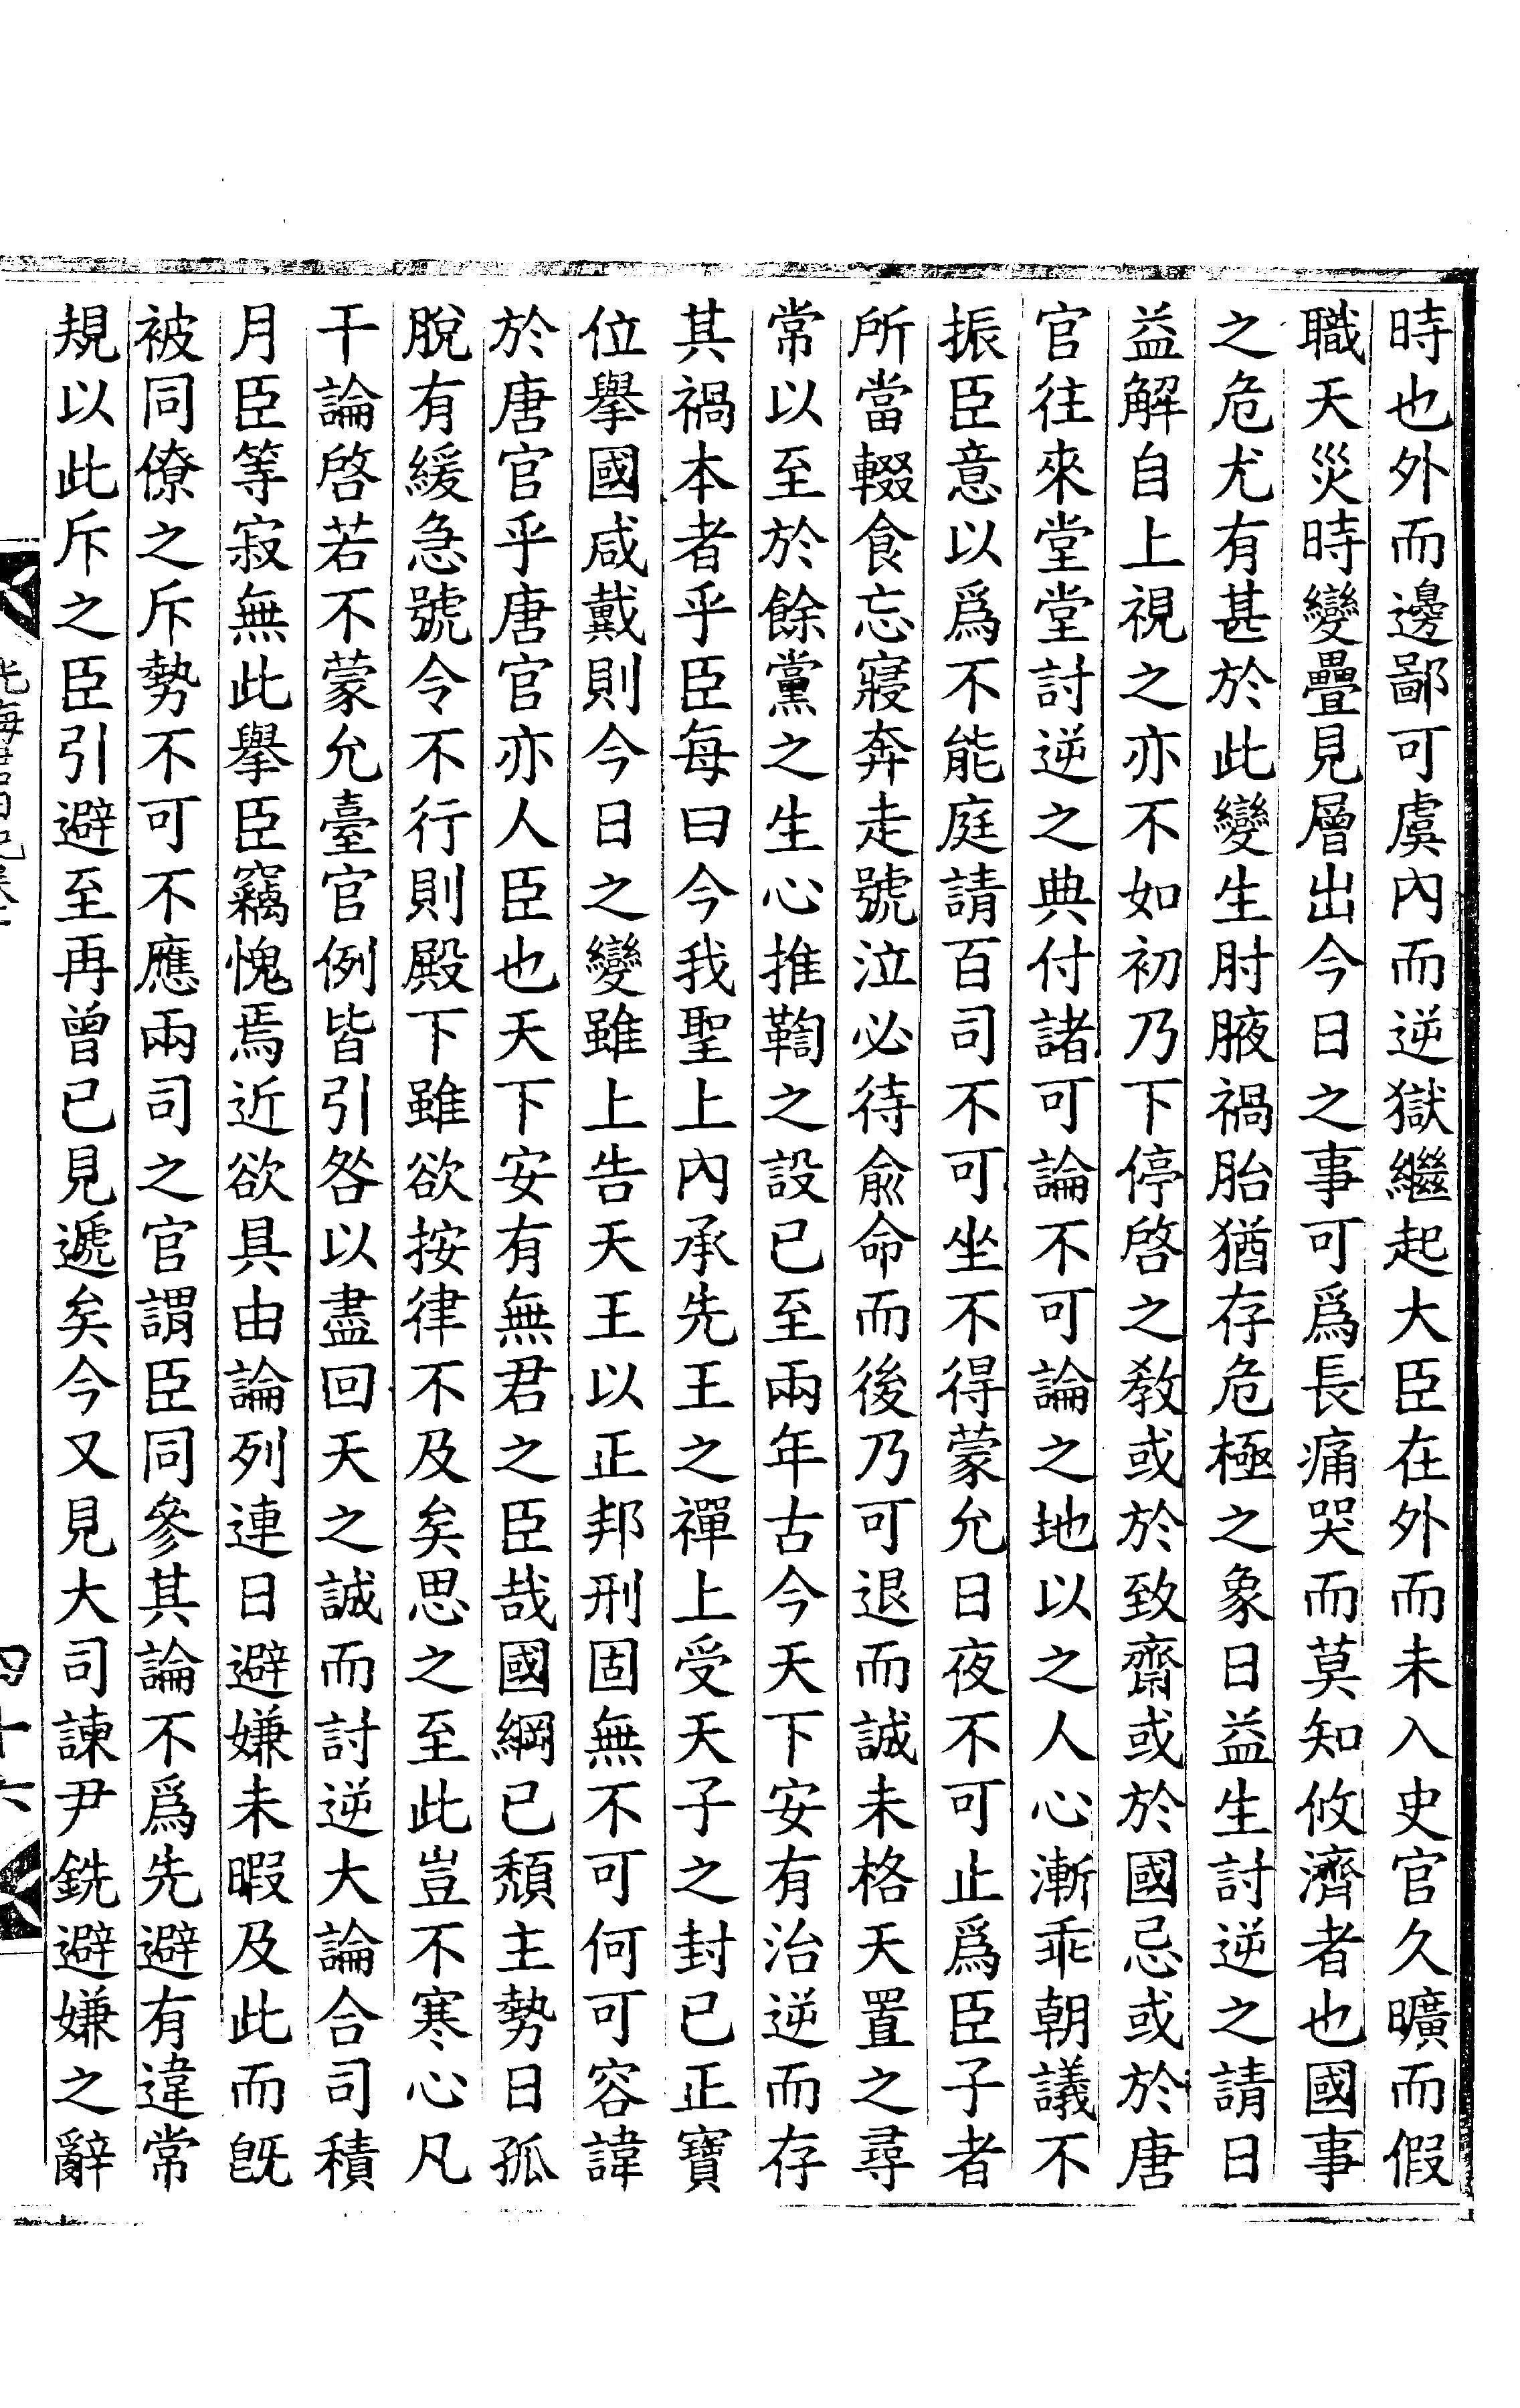 時也外而邊鄙可虞內而逆獄繼起大臣在外而未入史官久曠而假
職天災時變疊見層出今日之事可爲長痛哭而莫知攸濟者也國事
之危尤有甚於此變生肘腋禍胎猶存危極之象日益生討逆之請日
益解自上視之亦不如初乃下停啓之敎或於致齋或於國忌或於唐
官往來堂堂討逆之典付諸可論不可論之地以之人心漸乖朝議不
振臣意以爲不能庭請百司不可坐不得蒙允日夜不可止爲臣子者
所當輟食忘寢奔走號泣必待兪命而後乃可退而誠未格天置之尋
常以至於餘黨之生心推鞫之設已至兩年古今天下安有治逆而存
其禍本者乎臣每曰今我聖上內承先王之禪上受天子之封已正寶
位擧國咸戴則今日之變雖上告天王以正邦刑固無不可何可容諱
於唐官乎唐官亦人臣也天下安有無君之臣哉國綱已頹主勢日孤
脫有緩急號令不行則殿下雖欲按律不及矣思之至此豈不寒心凡
干論啓若不蒙允臺官例皆引咎以盡回天之誠而討逆大論合司積
月臣等寂無此擧臣竊愧焉近欲具由論列連日避嫌未暇及此而旣
被同僚之斥勢不可不應兩司之官謂臣同參其論不爲先避有違常
規以此斥之臣引避至再曾已見遞矣今又見大司諫尹銑避嫌之辭